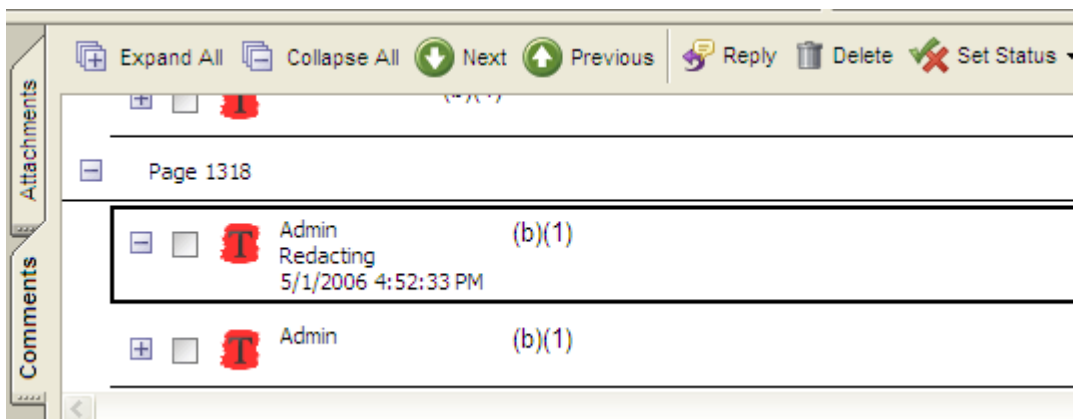 Expand All Collapse All Next Previous Reply Delete Set Status
Attachments
T (b)(1)
Page 1318
T Admin (b)(1)
Redacting
5/1/2006 4:52:33 PM
Comments
T Admin (b)(1)